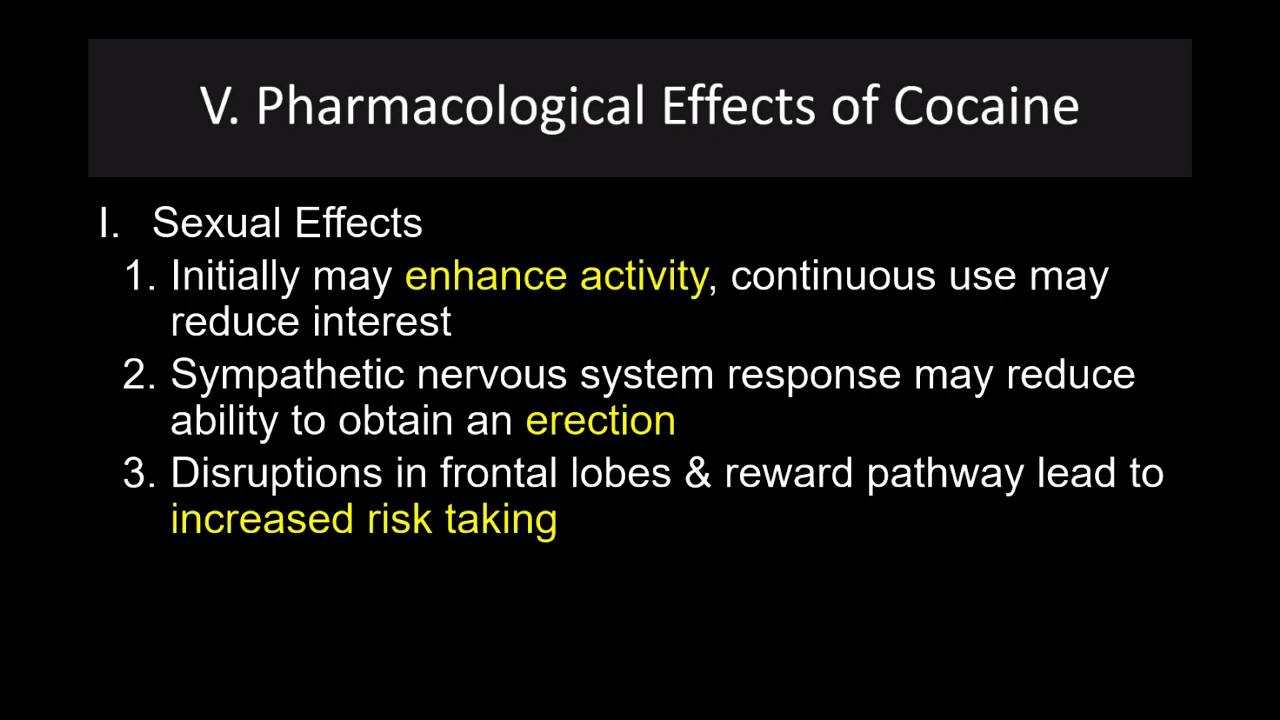 V. Pharmacological Effects of Cocaine
I. Sexual Effects
1. Initially may enhance activity, continuous use may
reduce interest
2. Sympathetic nervous system response may reduce
ability to obtain an erection
3. Disruptions in frontal lobes & reward pathway lead to
increased risk taking